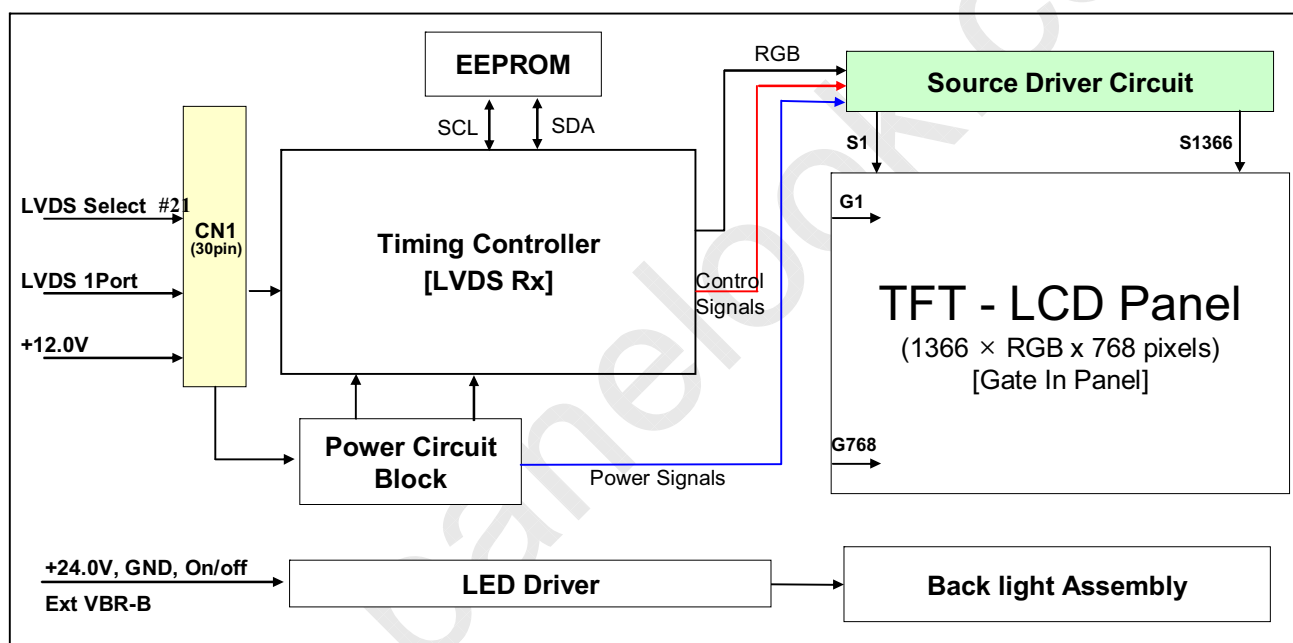 EEPROM
RGB
Source Driver Circuit
SCL
SDA
S1
S1366
LVDS Select #21
CN1
(30pin)
G1
Timing Controller
[LVDS Rx]
LVDS 1Port
Control
Signals
TFT - LCD Panel
(1366 × RGB x 768 pixels)
[Gate In Panel]
+12.0V
Power Circuit
Block
G768
Power Signals
+24.0V, GND, On/off
Ext VBR-B
LED Driver
Back light Assembly
panelook.co